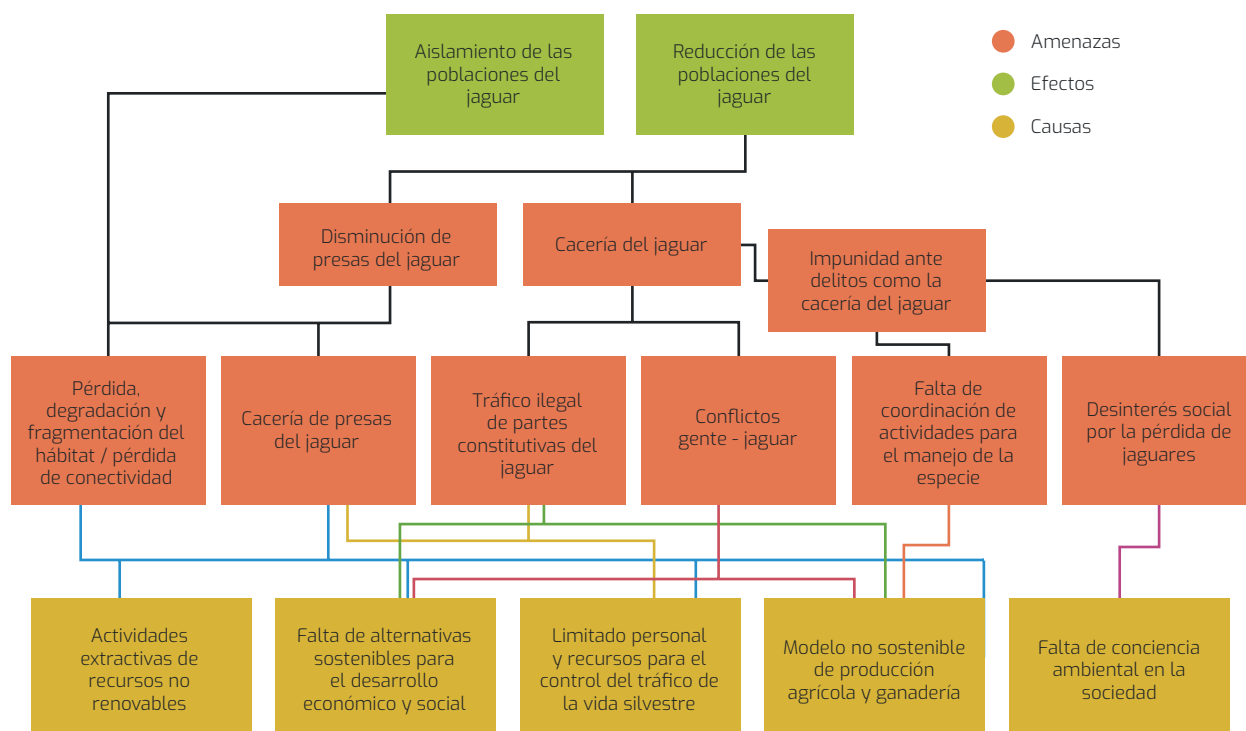 Aislamiento de las
poblaciones del
jaguar
Reducción de las
poblaciones del
jaguar
Amenazas
Efectos
Causas
Disminución de
presas del jaguar
Cacería del jaguar
Impunidad ante
delitos como la
cacería del jaguar
Pérdida,
degradación y
fragmentación del
hábitat / pérdida
de conectividad
Cacería de presas
del jaguar
Tráfico ilegal
de partes
constitutivas del
jaguar
Conflictos
gente - jaguar
Falta de
coordinación de
actividades para
el manejo de la
especie
Desinterés social
por la pérdida de
jaguares
Actividades
extractivas de
recursos no
renovables
Falta de alternativas
sostenibles para
el desarrollo
económico y social
Limitado personal
y recursos para el
control del tráfico de
la vida silvestre
Modelo no sostenible
de producción
agrícola y ganadería
Falta de conciencia
ambiental en la
sociedad